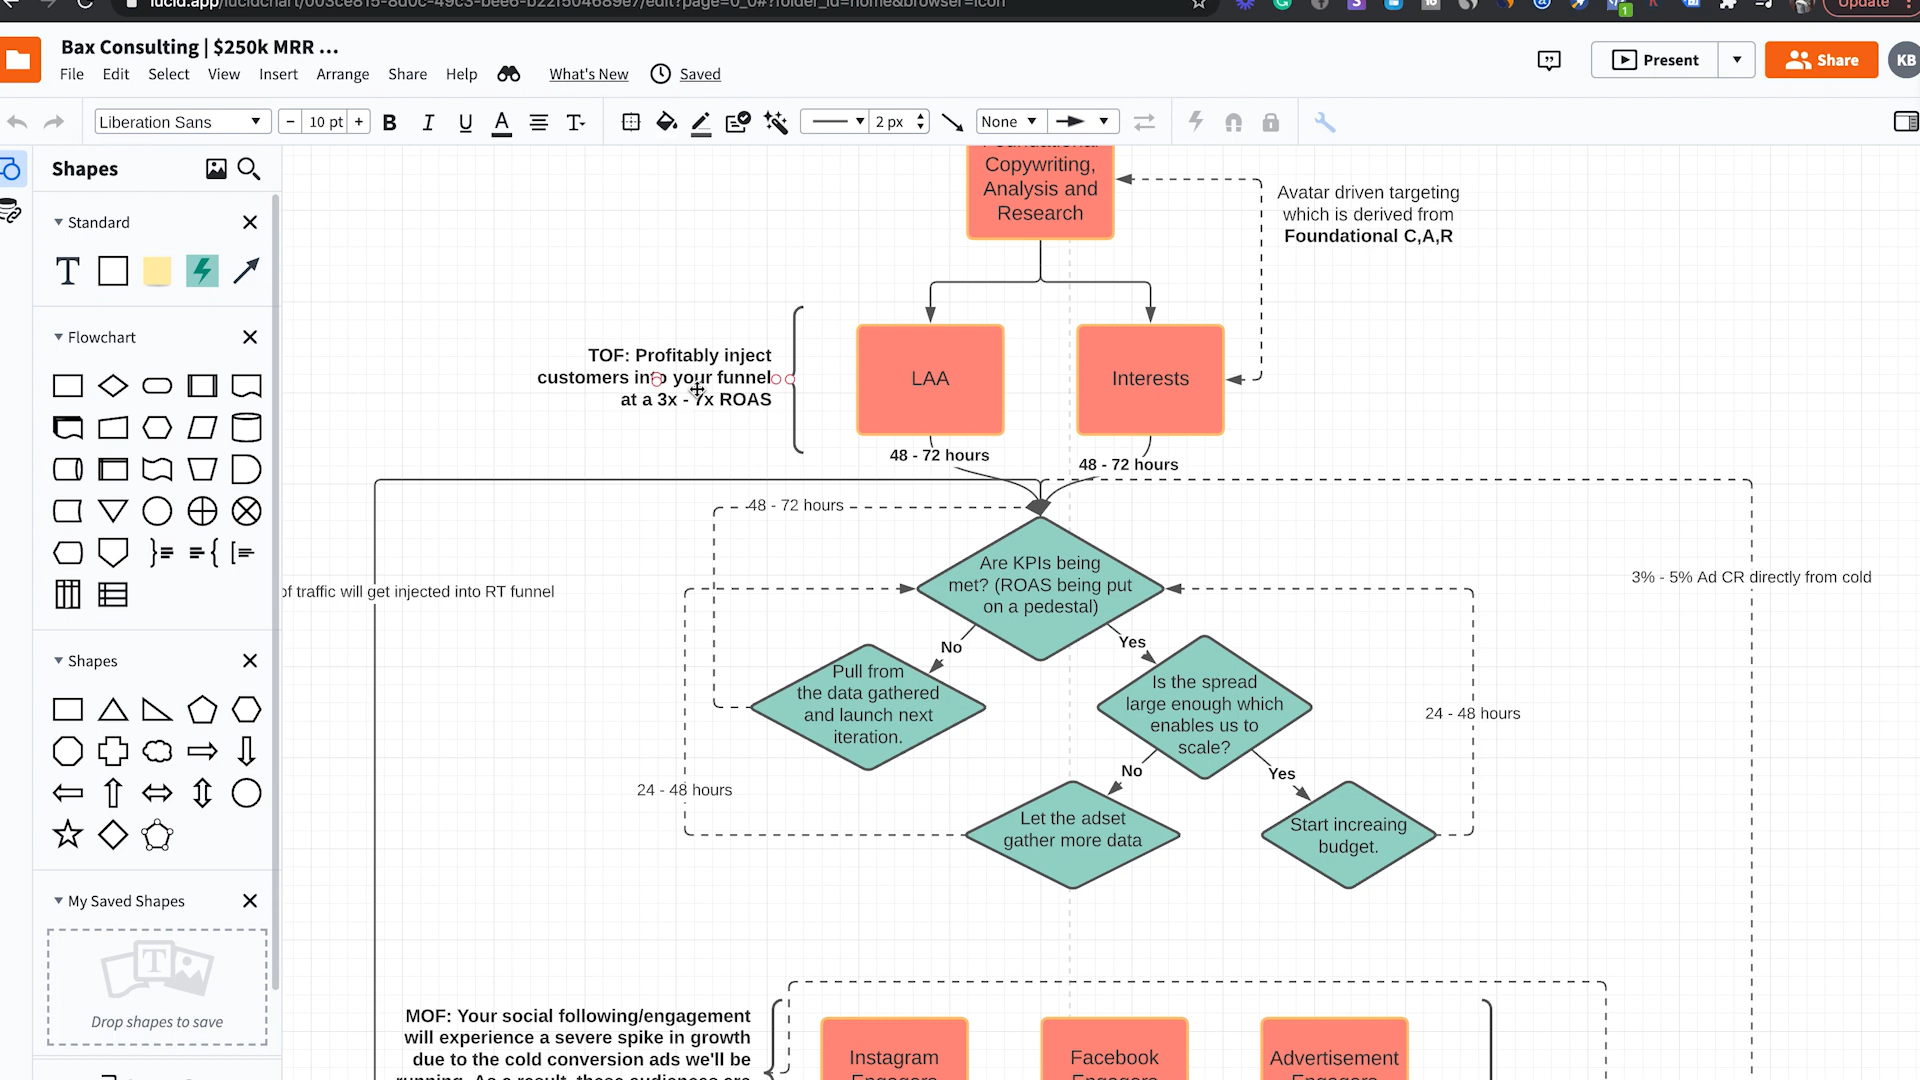 lucid.app/lucidchart/003ce815-8d0c-49c3-bee6-b22f504689e7/edit?page=0_0#?folder_id=home&browser=icon
Update
Bax Consulting | $250k MRR ...
File Edit Select View Insert Arrange Share Help What's New Saved
Present
Share
KB
Liberation Sans
− 10 pt +
B I U A
2 px
None
Shapes
Standard
T
Flowchart
Shapes
My Saved Shapes
Drop shapes to save
Copywriting,
Analysis and
Research
Avatar driven targeting
which is derived from
Foundational C,A,R
TOF: Profitably inject
customers into your funnel
at a 3x - 7x ROAS
LAA
Interests
48 - 72 hours
48 - 72 hours
48 - 72 hours
Are KPIs being
met? (ROAS being put
on a pedestal)
of traffic will get injected into RT funnel
3% - 5% Ad CR directly from cold
No
Yes
Pull from
the data gathered
and launch next
iteration.
Is the spread
large enough which
enables us to
scale?
24 - 48 hours
No
Yes
24 - 48 hours
Let the adset
gather more data
Start increaing
budget.
MOF: Your social following/engagement
will experience a severe spike in growth
due to the cold conversion ads we'll be
Instagram
Facebook
Advertisement